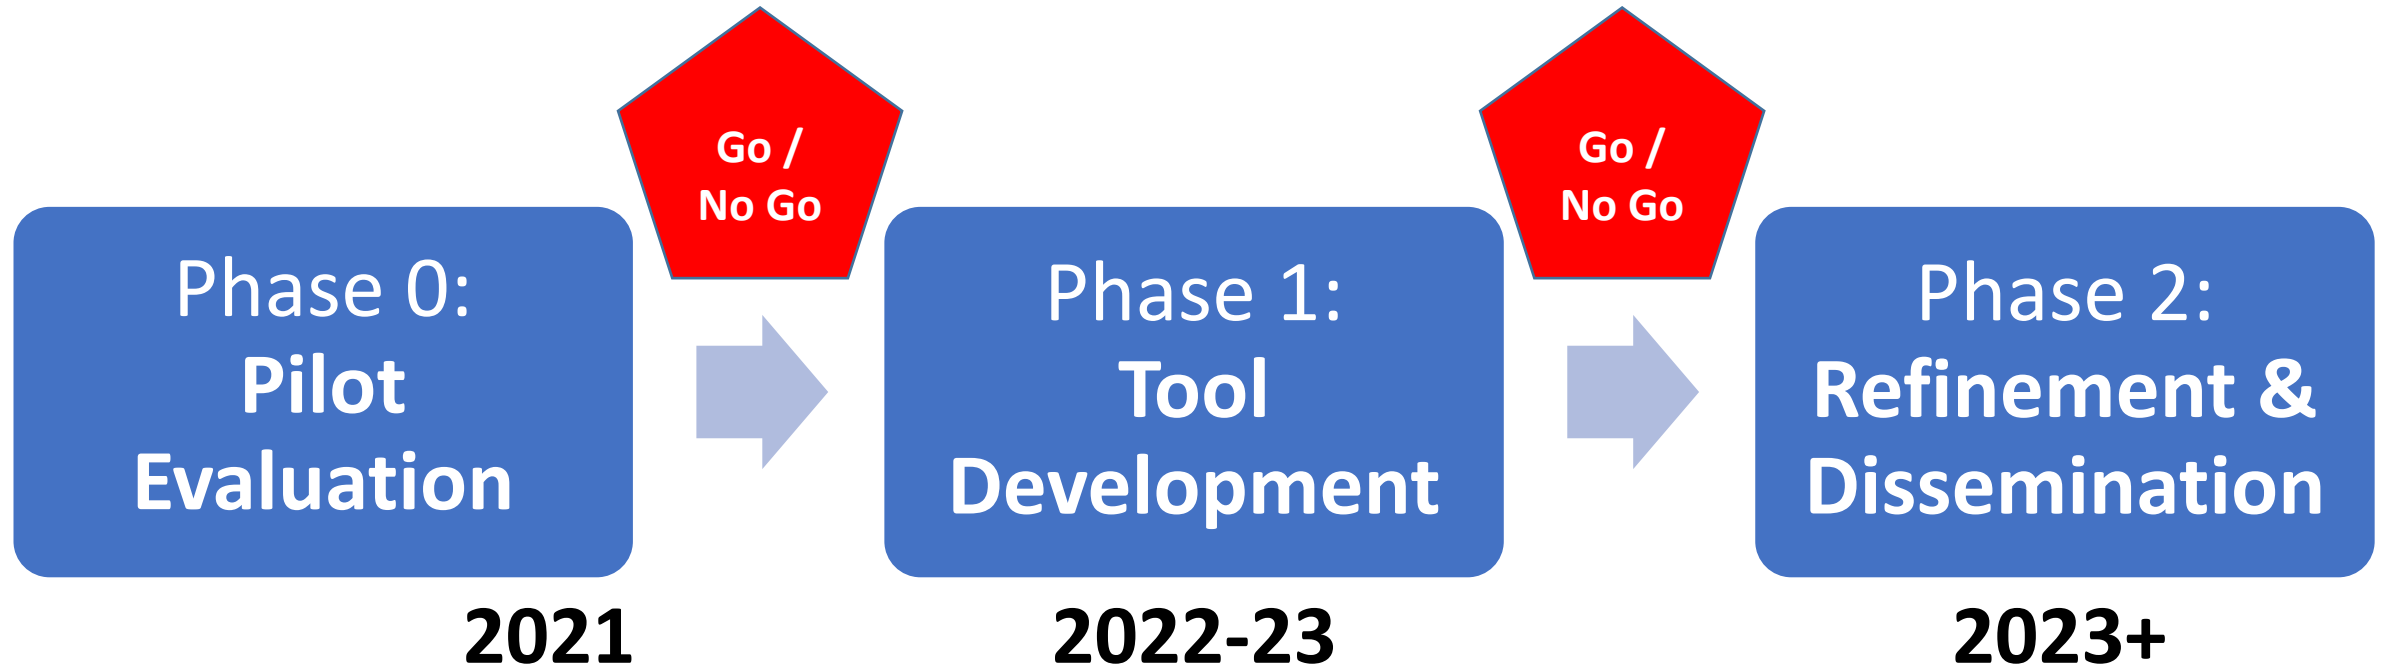 Go /
No Go
Go /
No Go
Phase 0:
Pilot
Evaluation
Phase 1:
Tool
Development
Phase 2:
Refinement &
Dissemination
2021
2022-23
2023+